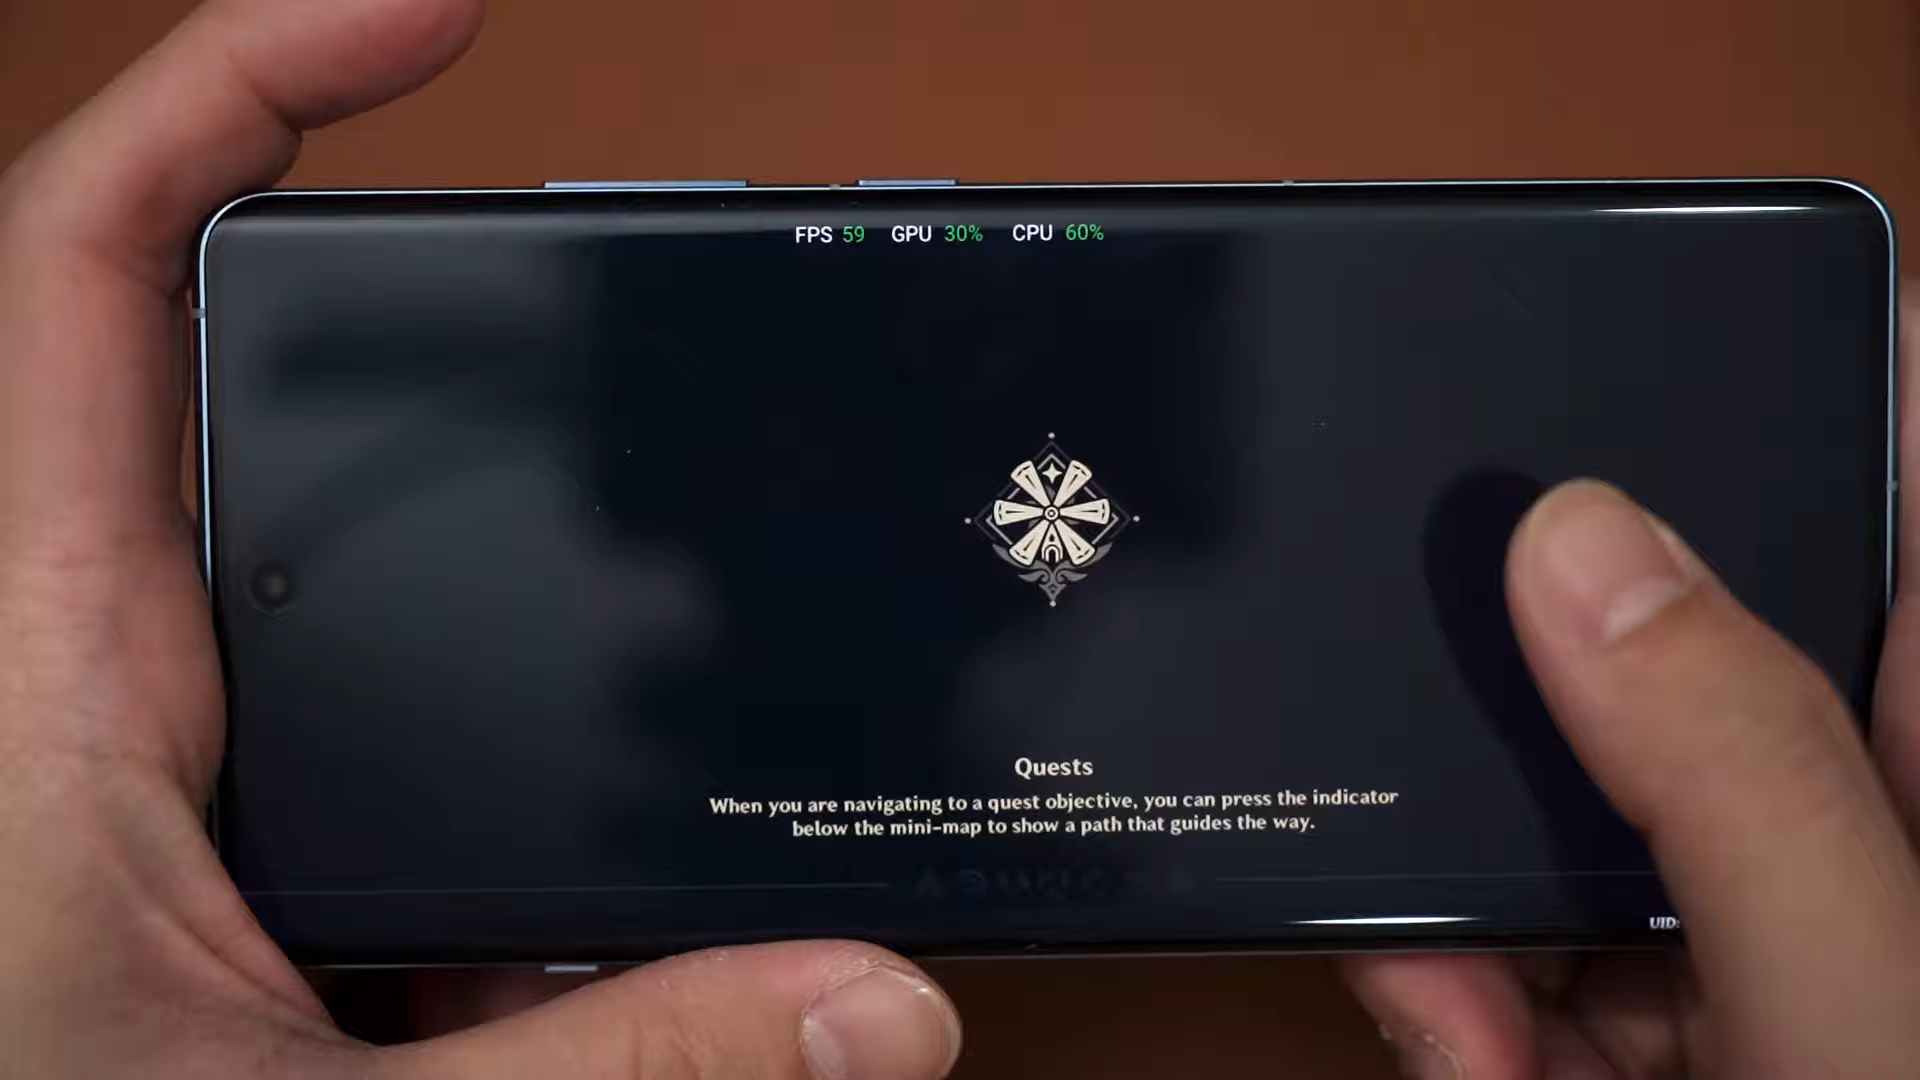 FPS 59 GPU 30% CPU 60%
Quests
When you are navigating to a quest objective, you can press the indicator
below the mini-map to show a path that guides the way.
UID: